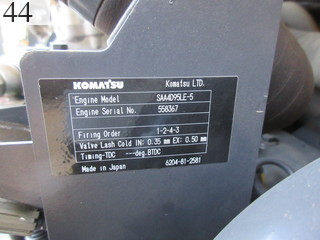 44
KOMATSU Komatsu LTD.
Engine Model SAA4D95LE-5
Engine Serial No. 558367
Firing Order 1-2-4-3
Valve Lash Cold IN: 0.35 mm EX: 0.50 mm
Timing-TDC ---deg.BTDC
Made in Japan 6204-81-2581